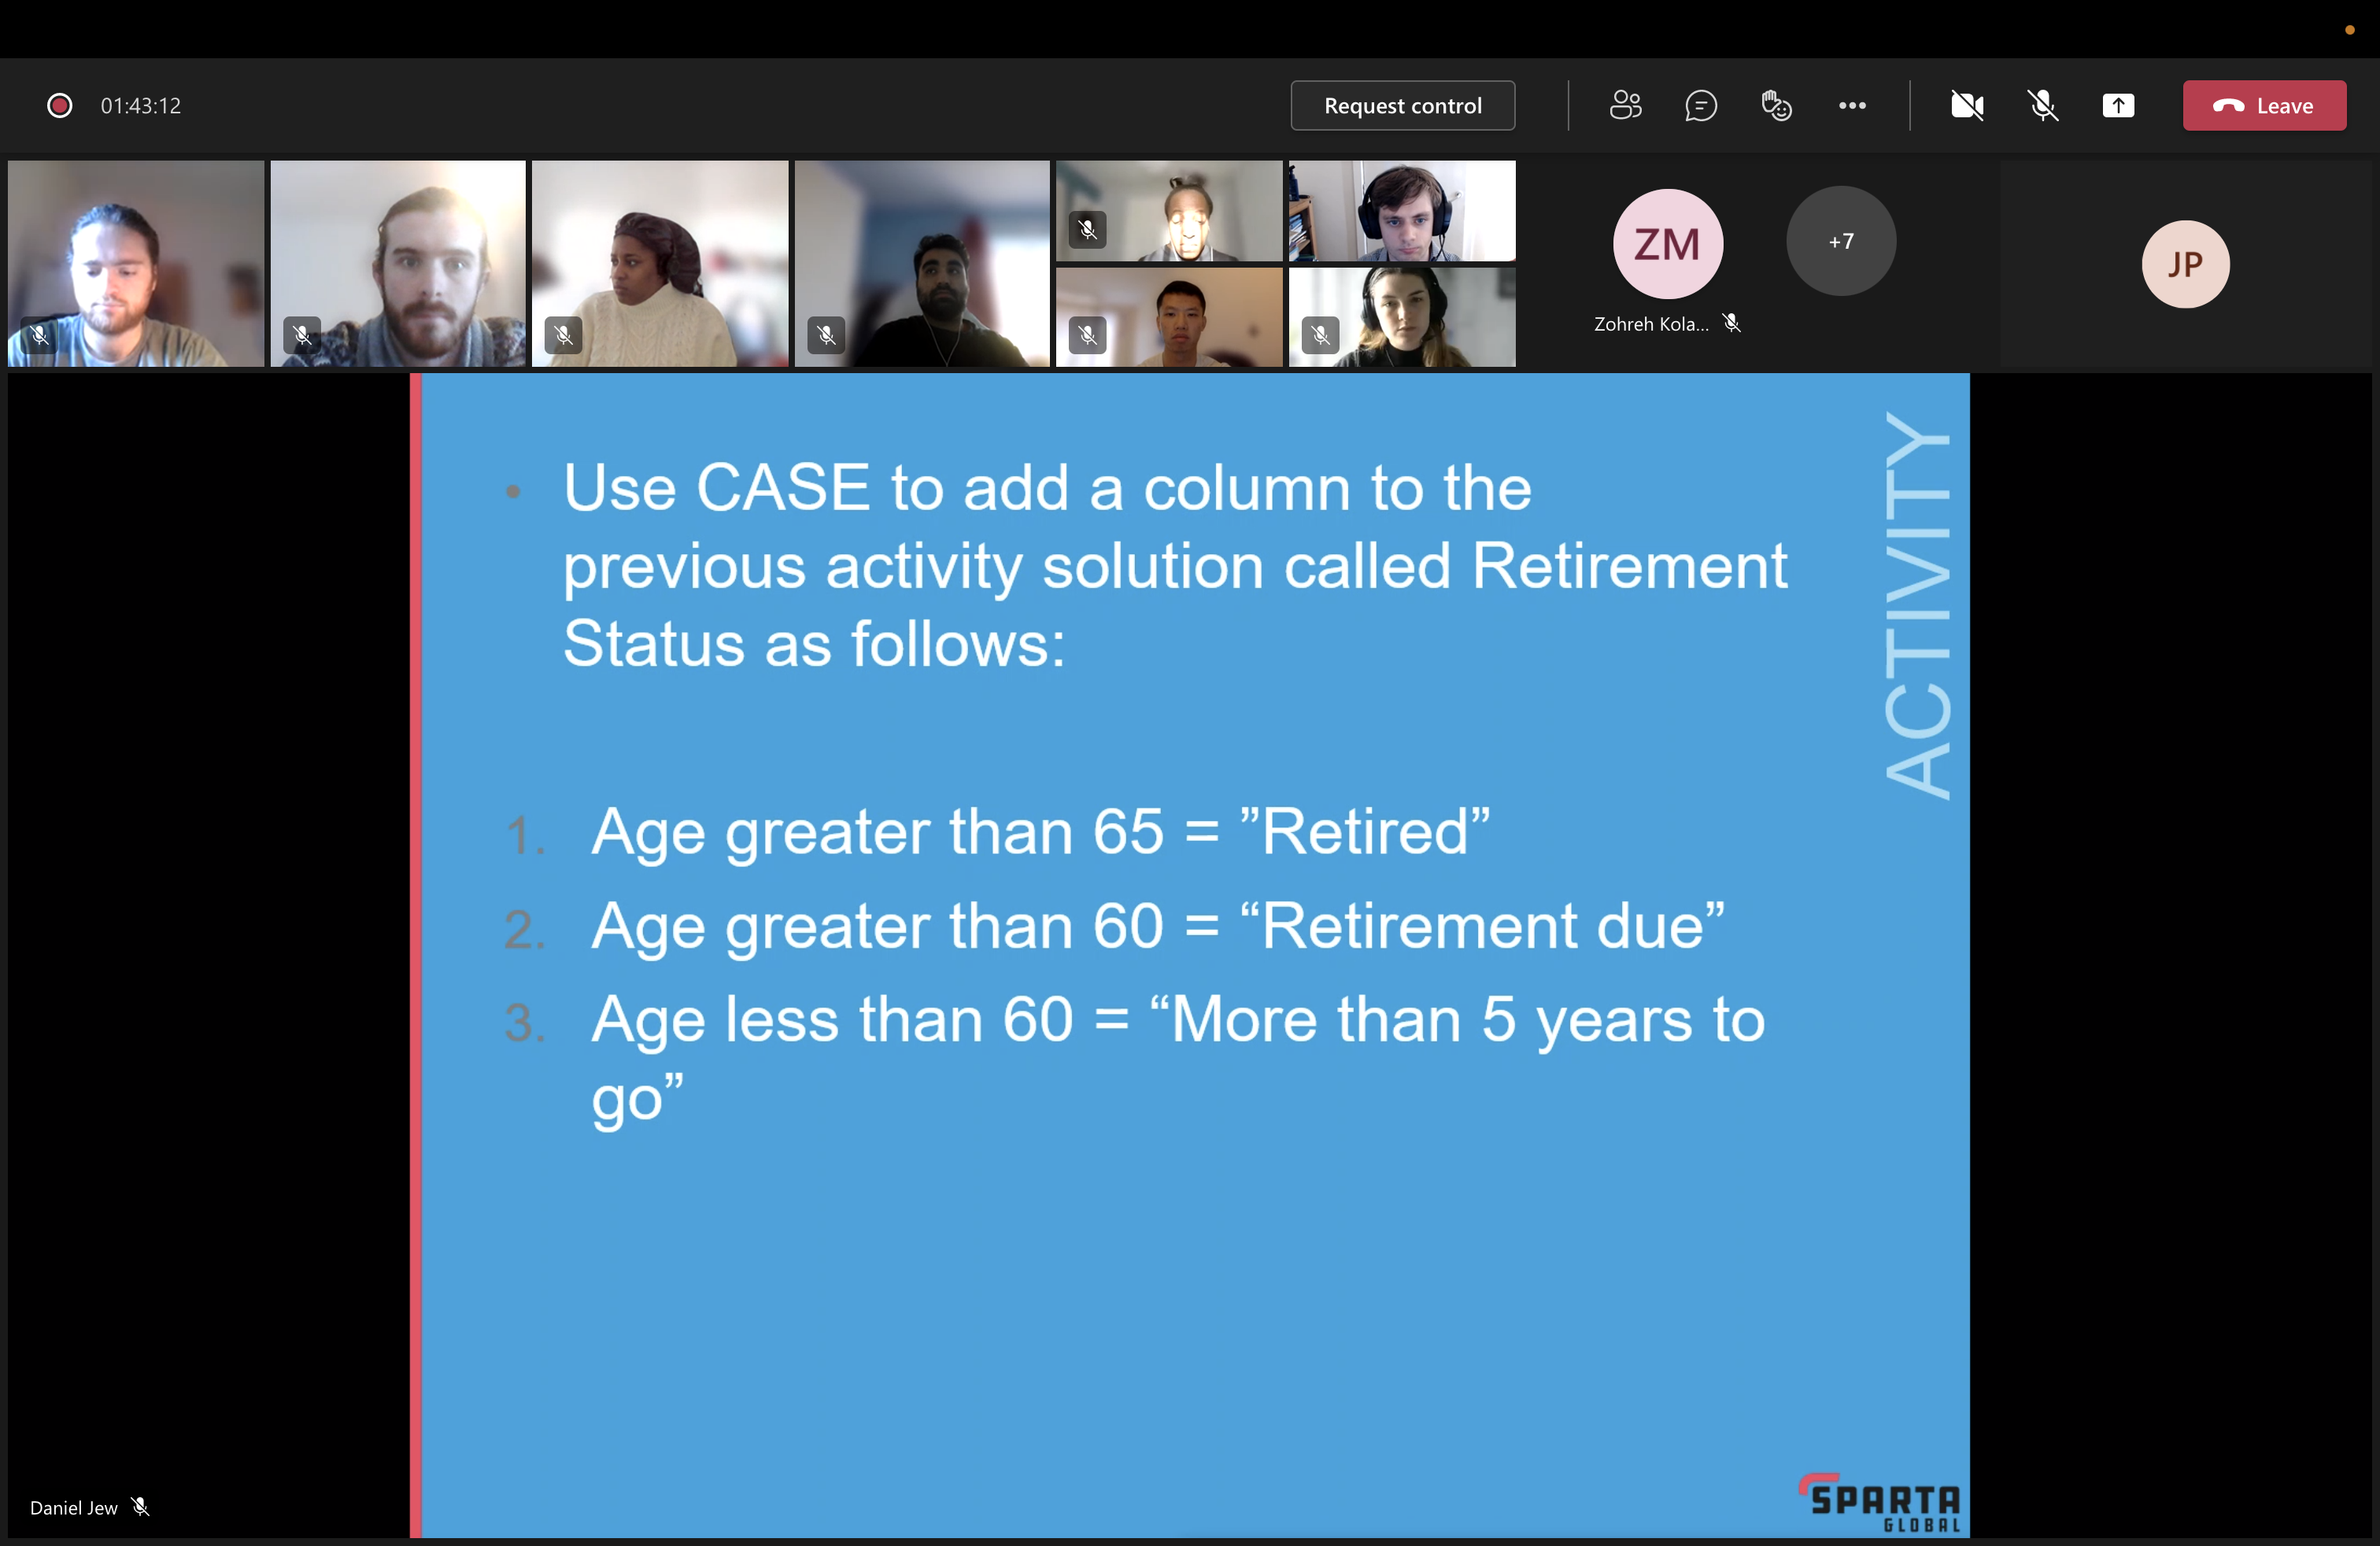 01:43:12
Request control
Leave
ZM
+7
JP
Zohreh Kola...
ACTIVITY
• Use CASE to add a column to the
previous activity solution called Retirement
Status as follows:
1. Age greater than 65 = ”Retired”
2. Age greater than 60 = “Retirement due”
3. Age less than 60 = “More than 5 years to
go”
Daniel Jew
SPARTA
GLOBAL